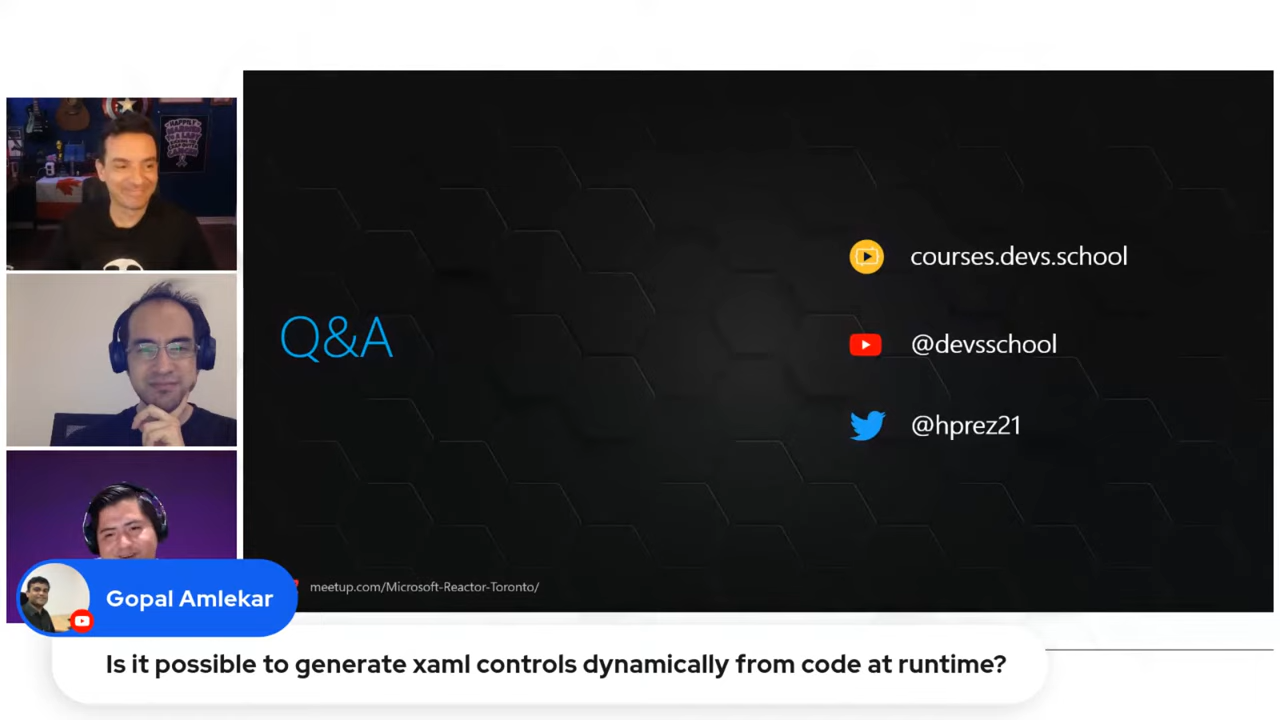 Q&A
courses.devs.school
@devsschool
@hprez21
meetup.com/Microsoft-Reactor-Toronto/
Gopal Amlekar
Is it possible to generate xaml controls dynamically from code at runtime?